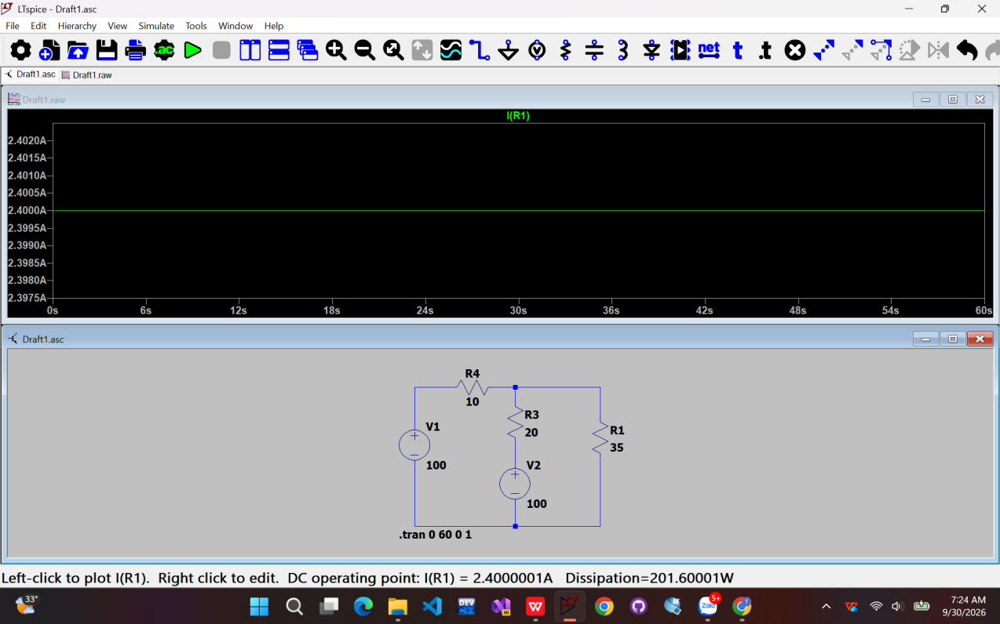 LTspice - Draft1.asc
File Edit Hierarchy View Simulate Tools Window Help
.ac net t .t
Draft1.asc Draft1.raw
Draft1.raw
I(R1)
2.4020A
2.4015A
2.4010A
2.4005A
2.4000A
2.3995A
2.3990A
2.3985A
2.3980A
2.3975A
0s 6s 12s 18s 24s 30s 36s 42s 48s 54s 60s
Draft1.asc
R4
10
R3
20
V1
100
R1
35
V2
100
.tran 0 60 0 1
Left-click to plot I(R1). Right click to edit. DC operating point: I(R1) = 2.4000001A Dissipation=201.60001W
33°
DEV
Zalo
5+
7:24 AM
9/30/2026